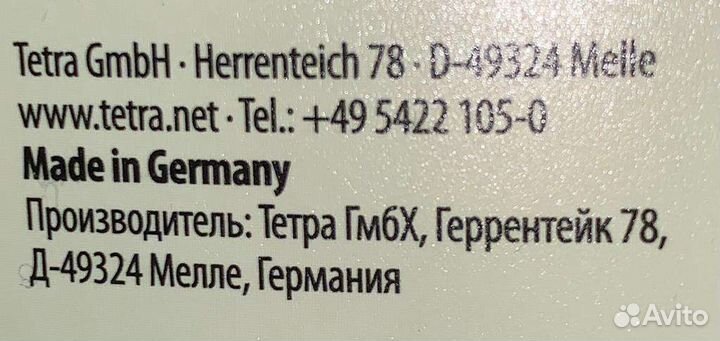 Tetra GmbH · Herrenteich 78 · D-49324 Melle
www.tetra.net · Tel.: +49 5422 105-0
Made in Germany
Производитель: Тетра ГмбХ, Геррентейк 78,
Д-49324 Мелле, Германия
Avito